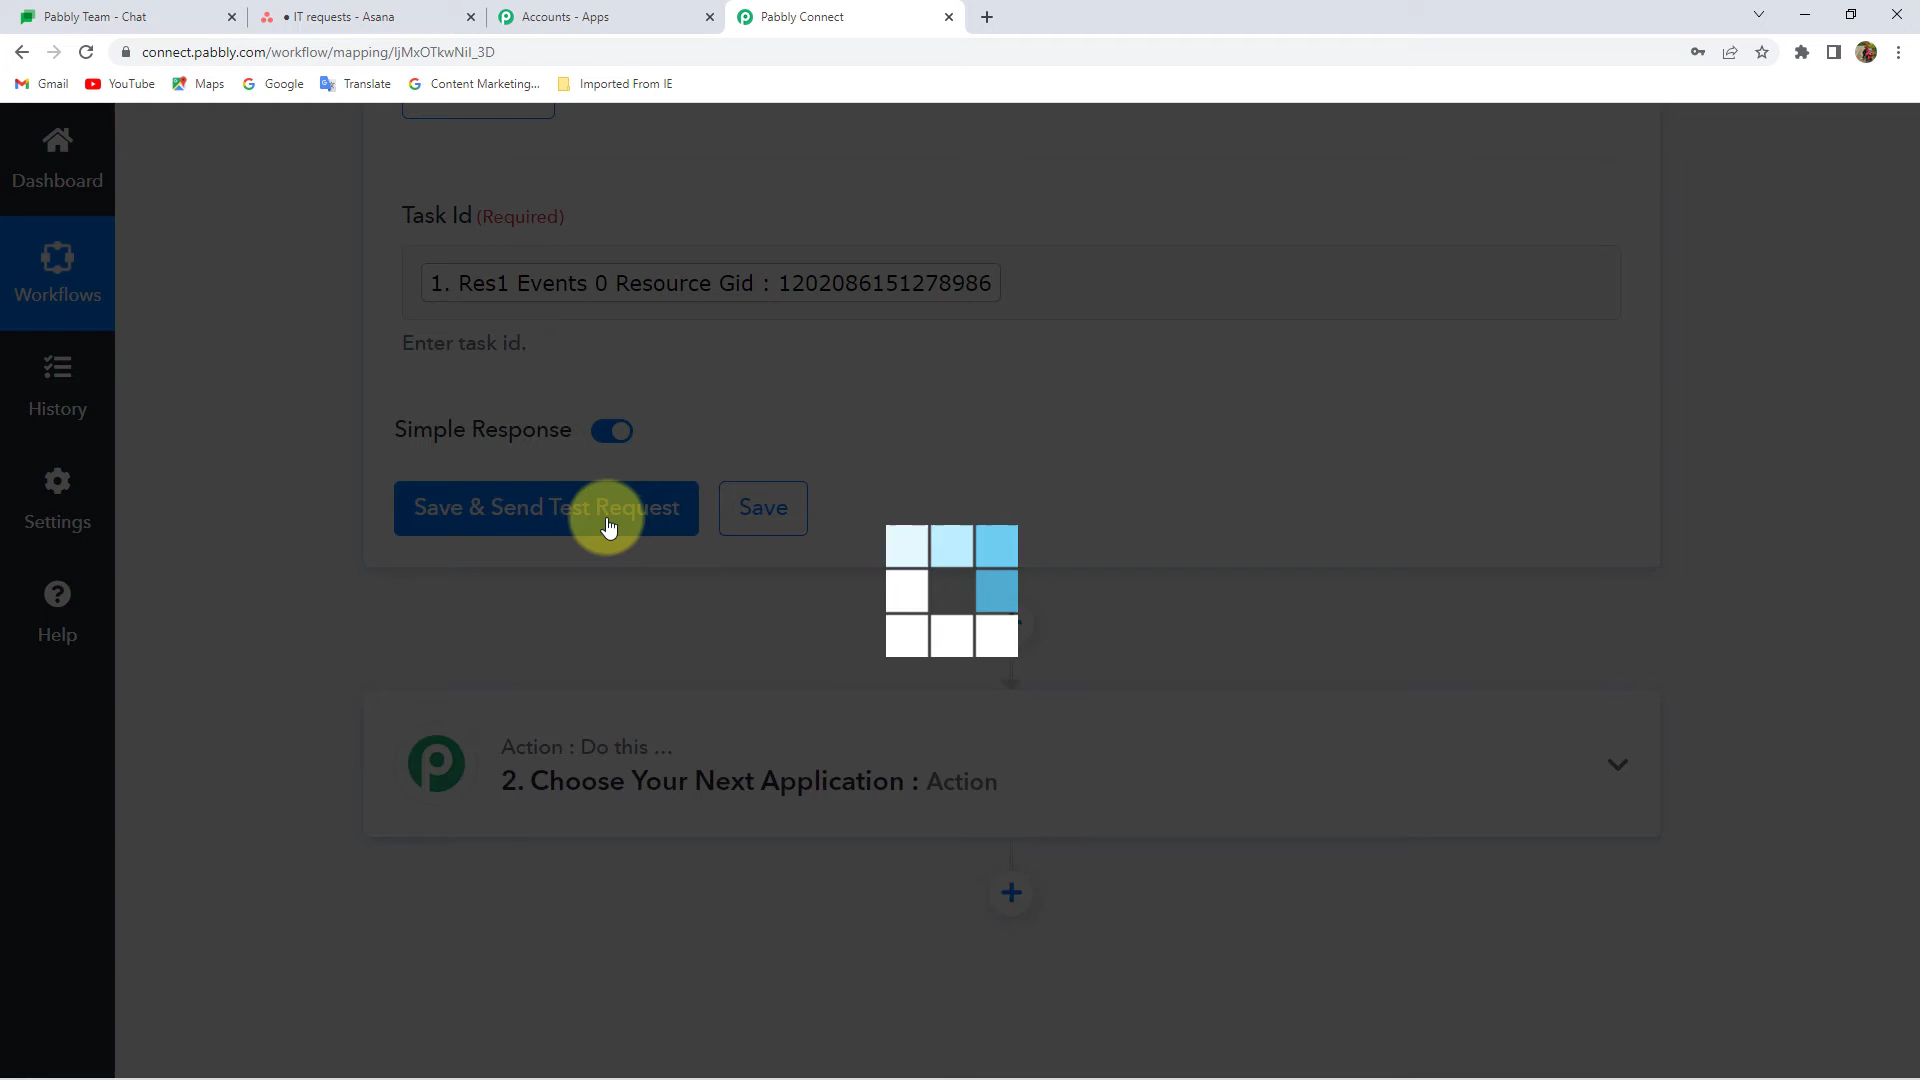 Pabbly Team - Chat
• IT requests - Asana
Accounts - Apps
Pabbly Connect
connect.pabbly.com/workflow/mapping/IjMxOTkwNiI_3D
Gmail
YouTube
Maps
Google
Translate
Content Marketing...
Imported From IE
Dashboard
Workflows
History
Settings
Help
Task Id (Required)
1. Res1 Events 0 Resource Gid : 1202086151278986
Enter task id.
Simple Response
Save & Send Test Request
Save
Action : Do this ...
2. Choose Your Next Application : Action